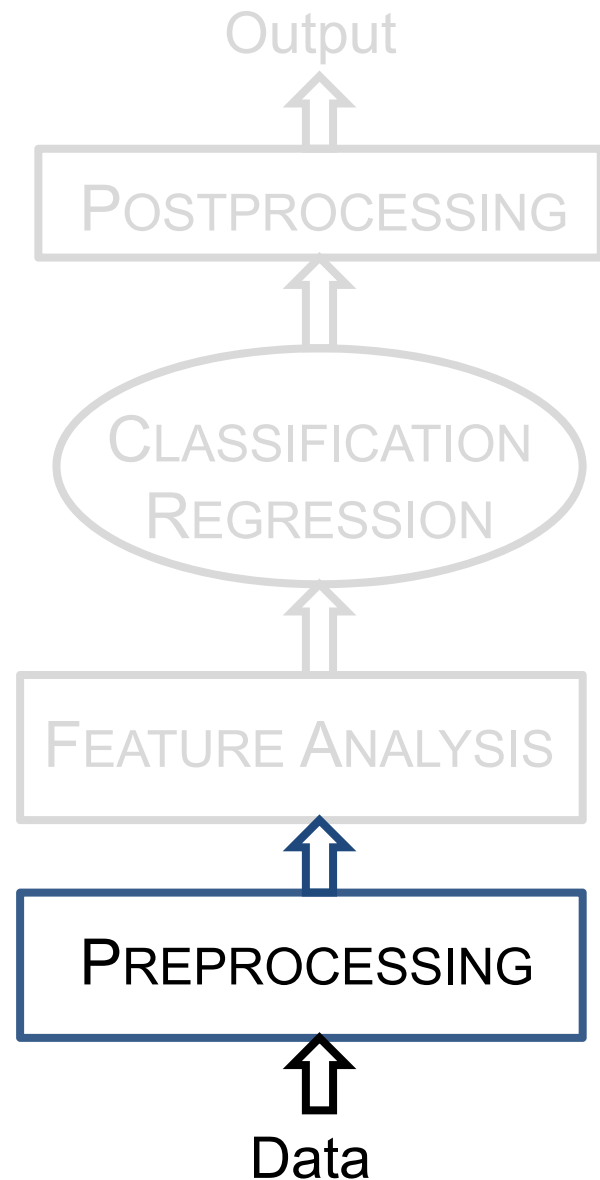 Output
POSTPROCESSING
CLASSIFICATION
REGRESSION
FEATURE ANALYSIS
PREPROCESSING
Data